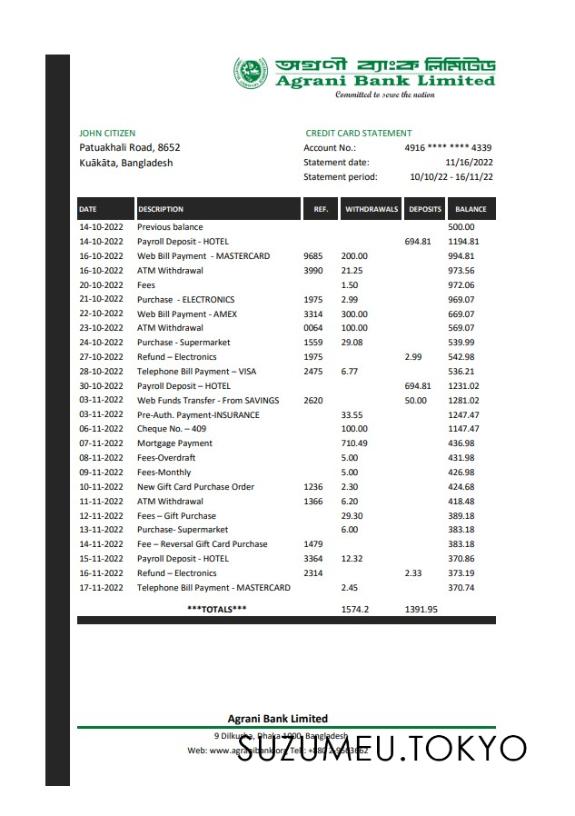 অগ্রণী ব্যাংক লিমিটেড
Agrani Bank Limited
Committed to serve the nation
JOHN CITIZEN
Patuakhali Road, 8652
Kuākāta, Bangladesh
CREDIT CARD STATEMENT
Account No.: 4916 **** **** 4339
Statement date: 11/16/2022
Statement period: 10/10/22 - 16/11/22
DATE DESCRIPTION REF. WITHDRAWALS DEPOSITS BALANCE
14-10-2022 Previous balance 500.00
14-10-2022 Payroll Deposit - HOTEL 694.81 1194.81
16-10-2022 Web Bill Payment - MASTERCARD 9685 200.00 994.81
16-10-2022 ATM Withdrawal 3990 21.25 973.56
20-10-2022 Fees 1.50 972.06
21-10-2022 Purchase - ELECTRONICS 1975 2.99 969.07
22-10-2022 Web Bill Payment - AMEX 3314 300.00 669.07
23-10-2022 ATM Withdrawal 0064 100.00 569.07
24-10-2022 Purchase - Supermarket 1559 29.08 539.99
27-10-2022 Refund – Electronics 1975 2.99 542.98
28-10-2022 Telephone Bill Payment – VISA 2475 6.77 536.21
30-10-2022 Payroll Deposit – HOTEL 694.81 1231.02
03-11-2022 Web Funds Transfer - From SAVINGS 2620 50.00 1281.02
03-11-2022 Pre-Auth. Payment-INSURANCE 33.55 1247.47
06-11-2022 Cheque No. – 409 100.00 1147.47
07-11-2022 Mortgage Payment 710.49 436.98
08-11-2022 Fees-Overdraft 5.00 431.98
09-11-2022 Fees-Monthly 5.00 426.98
10-11-2022 New Gift Card Purchase Order 1236 2.30 424.68
11-11-2022 ATM Withdrawal 1366 6.20 418.48
12-11-2022 Fees – Gift Purchase 29.30 389.18
13-11-2022 Purchase- Supermarket 6.00 383.18
14-11-2022 Fee – Reversal Gift Card Purchase 1479 383.18
15-11-2022 Payroll Deposit - HOTEL 3364 12.32 370.86
16-11-2022 Refund – Electronics 2314 2.33 373.19
17-11-2022 Telephone Bill Payment - MASTERCARD 2.45 370.74
***TOTALS*** 1574.2 1391.95
Agrani Bank Limited
9 Dilkusha, Dhaka 1000, Bangladesh
Web: www.agranibank.org
SUZUMEU.TOKYO